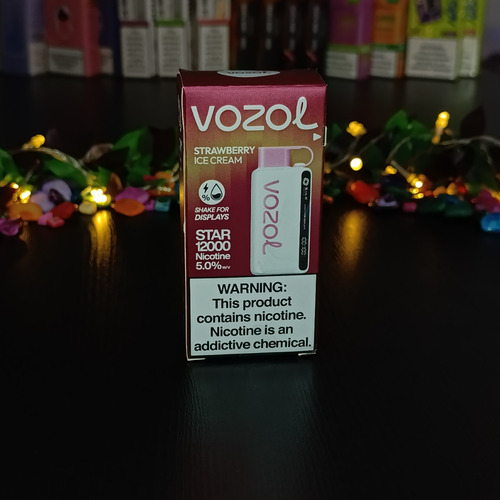 VOZOL
STRAWBERRY
ICE CREAM
VOZOL
%
SHAKE FOR
DISPLAYS
STAR
12000
Nicotine
5.0% W/V
WARNING:
This product
contains nicotine.
Nicotine is an
addictive chemical.